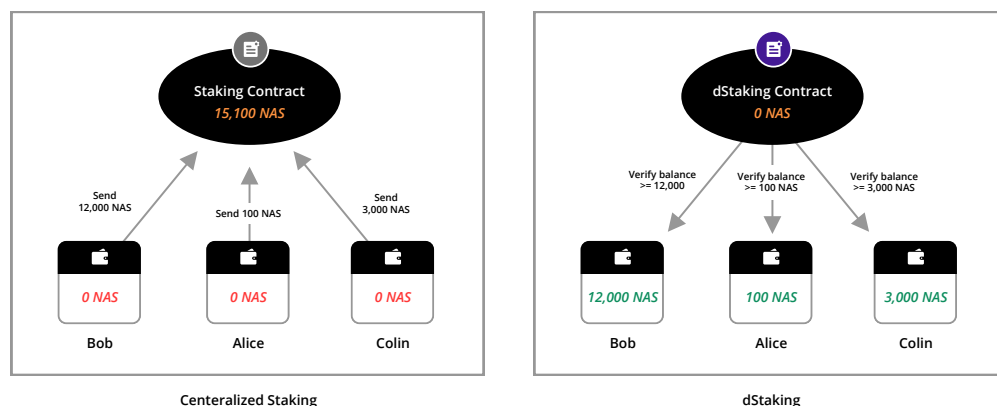 Staking Contract
15,100 NAS
Send
12,000 NAS
Send 100 NAS
Send
3,000 NAS
0 NAS
0 NAS
0 NAS
Bob
Alice
Colin
Centeralized Staking
dStaking Contract
0 NAS
Verify balance
>= 12,000
Verify balance
>= 100 NAS
Verify balance
>= 3,000 NAS
12,000 NAS
100 NAS
3,000 NAS
Bob
Alice
Colin
dStaking